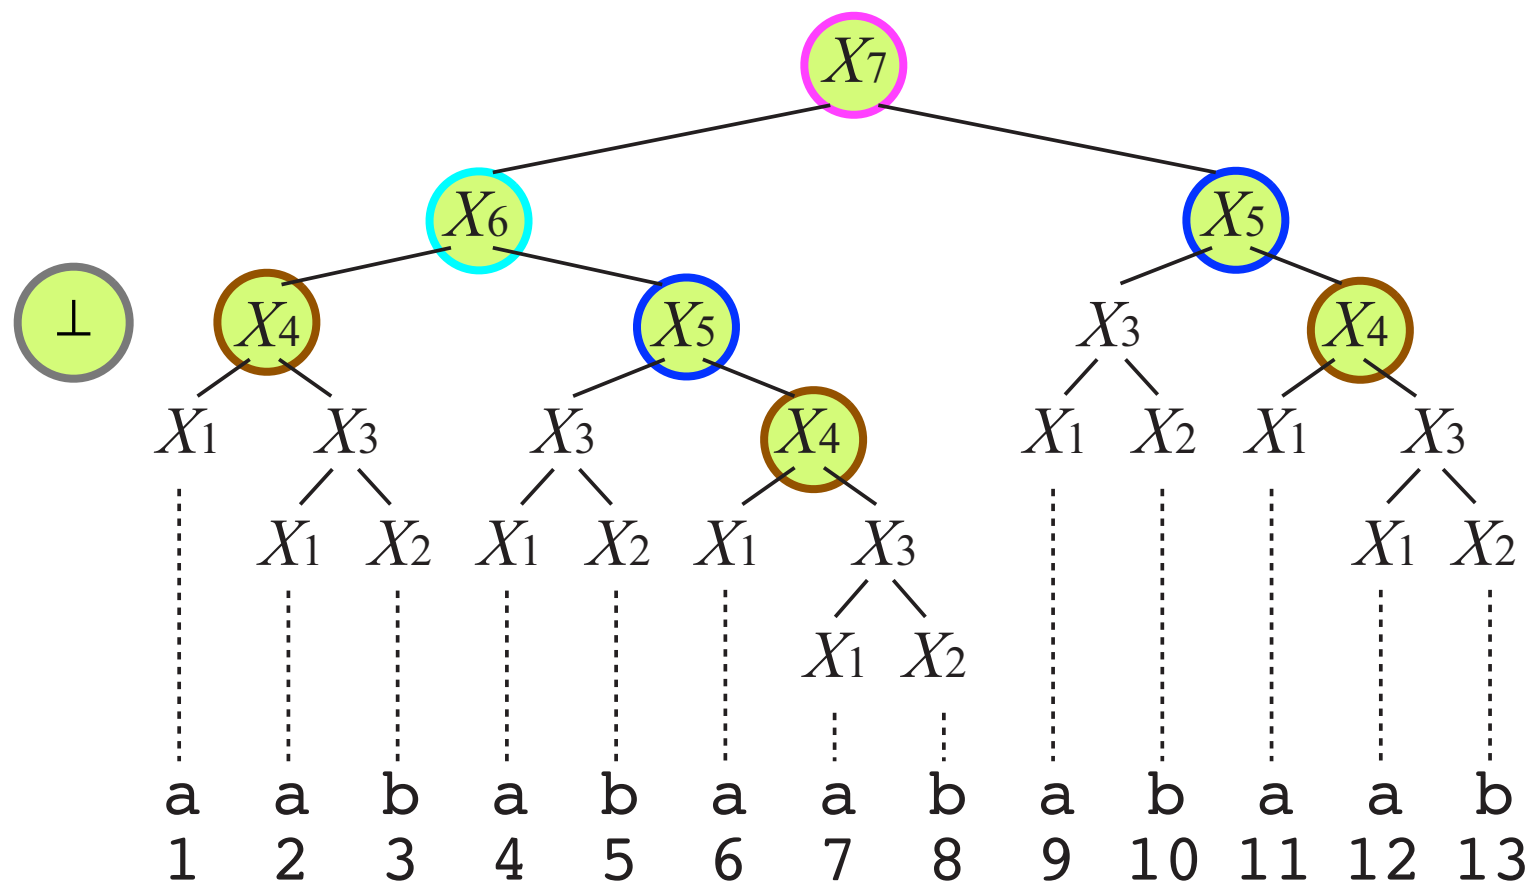 X7
X6 X5
⊥ X4 X5 X3 X4
X1 X3 X3 X4 X1 X2 X1 X3
X1 X2 X1 X2 X1 X3 X1 X2
X1 X2
a a b a b a a b a b a a b
1 2 3 4 5 6 7 8 9 10 11 12 13